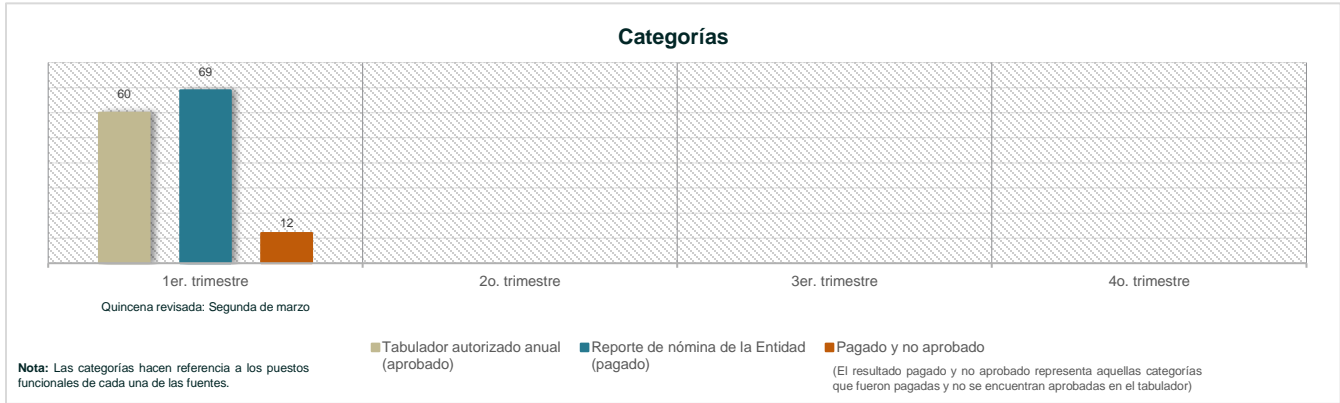 Categorías
60
69
12
1er. trimestre
2o. trimestre
3er. trimestre
4o. trimestre
Quincena revisada: Segunda de marzo
Tabulador autorizado anual
(aprobado)
Reporte de nómina de la Entidad
(pagado)
Pagado y no aprobado
(El resultado pagado y no aprobado representa aquellas categorías
que fueron pagadas y no se encuentran aprobadas en el tabulador)
Nota: Las categorías hacen referencia a los puestos
funcionales de cada una de las fuentes.